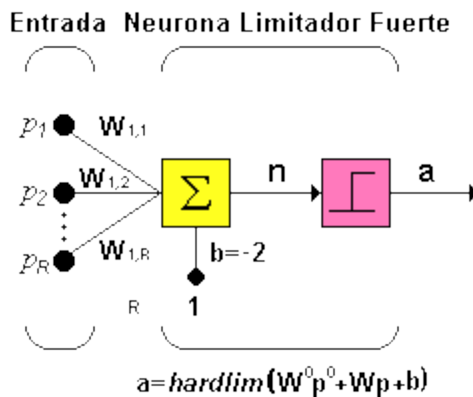 Entrada Neurona Limitador Fuerte
p1 W1,1
p2 W1,2 Σ n a
pR W1,R b=-2
R 1
a=hardlim(W⁰p⁰+Wp+b)